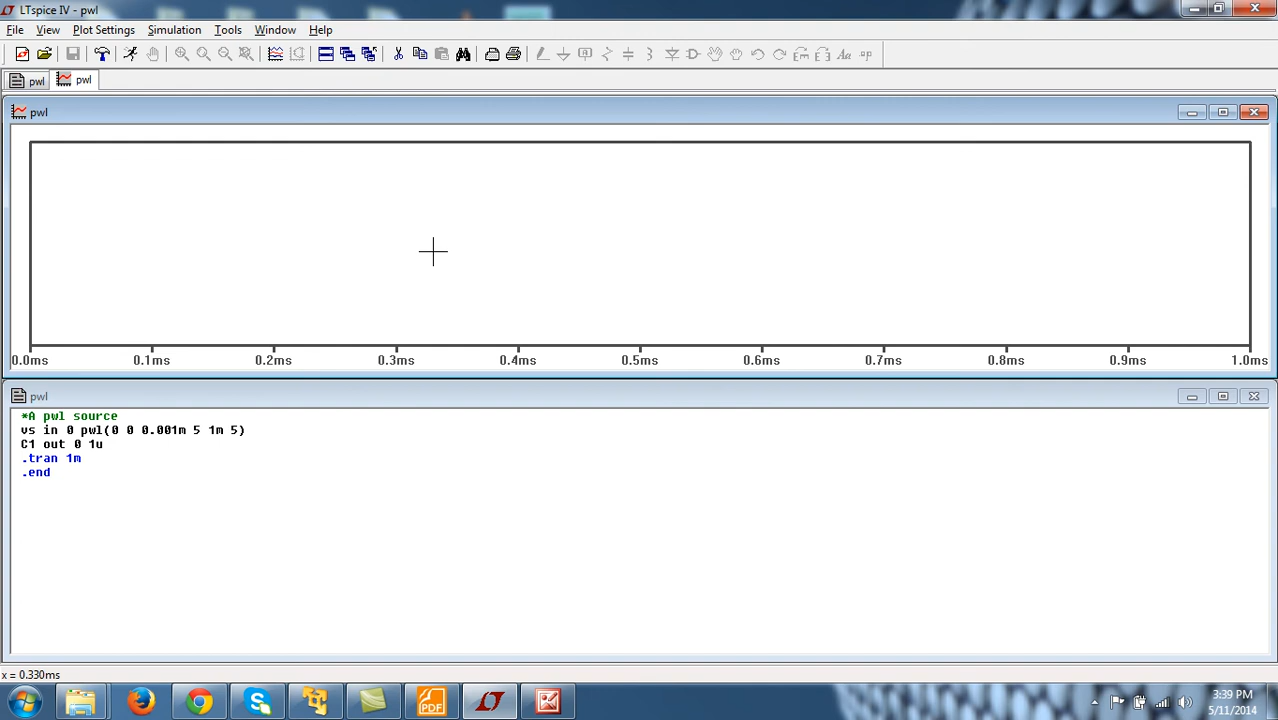 LTspice IV - pwl
File View Plot Settings Simulation Tools Window Help
pwl pwl
pwl
0.0ms 0.1ms 0.2ms 0.3ms 0.4ms 0.5ms 0.6ms 0.7ms 0.8ms 0.9ms 1.0ms
pwl
*A pwl source
vs in 0 pwl(0 0 0.001m 5 1m 5)
C1 out 0 1u
.tran 1m
.end
x = 0.330ms
PDF
3:39 PM
5/11/2014